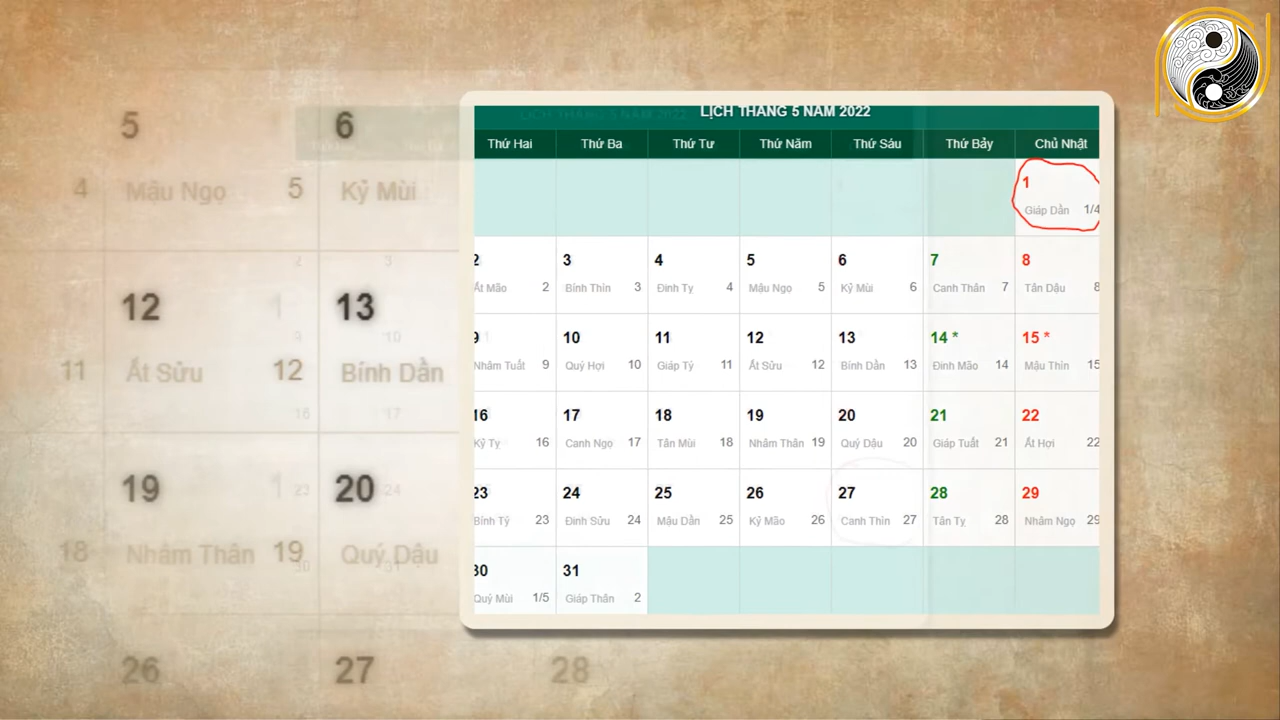 LỊCH THÁNG 5 NĂM 2022
Thứ Hai Thứ Ba Thứ Tư Thứ Năm Thứ Sáu Thứ Bảy Chủ Nhật
1
Giáp Dần 1/4
2 3 4 5 6 7 8
Ất Mão 2 Bính Thìn 3 Đinh Tỵ 4 Mậu Ngọ 5 Kỷ Mùi 6 Canh Thân 7 Tân Dậu 8
9 10 11 12 13 14 * 15 *
Nhâm Tuất 9 Quý Hợi 10 Giáp Tý 11 Ất Sửu 12 Bính Dần 13 Đinh Mão 14 Mậu Thìn 15
16 17 18 19 20 21 22
Kỷ Tỵ 16 Canh Ngọ 17 Tân Mùi 18 Nhâm Thân 19 Quý Dậu 20 Giáp Tuất 21 Ất Hợi 22
23 24 25 26 27 28 29
Bính Tý 23 Đinh Sửu 24 Mậu Dần 25 Kỷ Mão 26 Canh Thìn 27 Tân Tỵ 28 Nhâm Ngọ 29
30 31
Quý Mùi 1/5 Giáp Thân 2
5 6
4 Mậu Ngọ 5 Kỷ Mùi
12 13
11 Ất Sửu 12 Bính Dần
19 20
18 Nhâm Thân 19 Quý Dậu
26 27 28